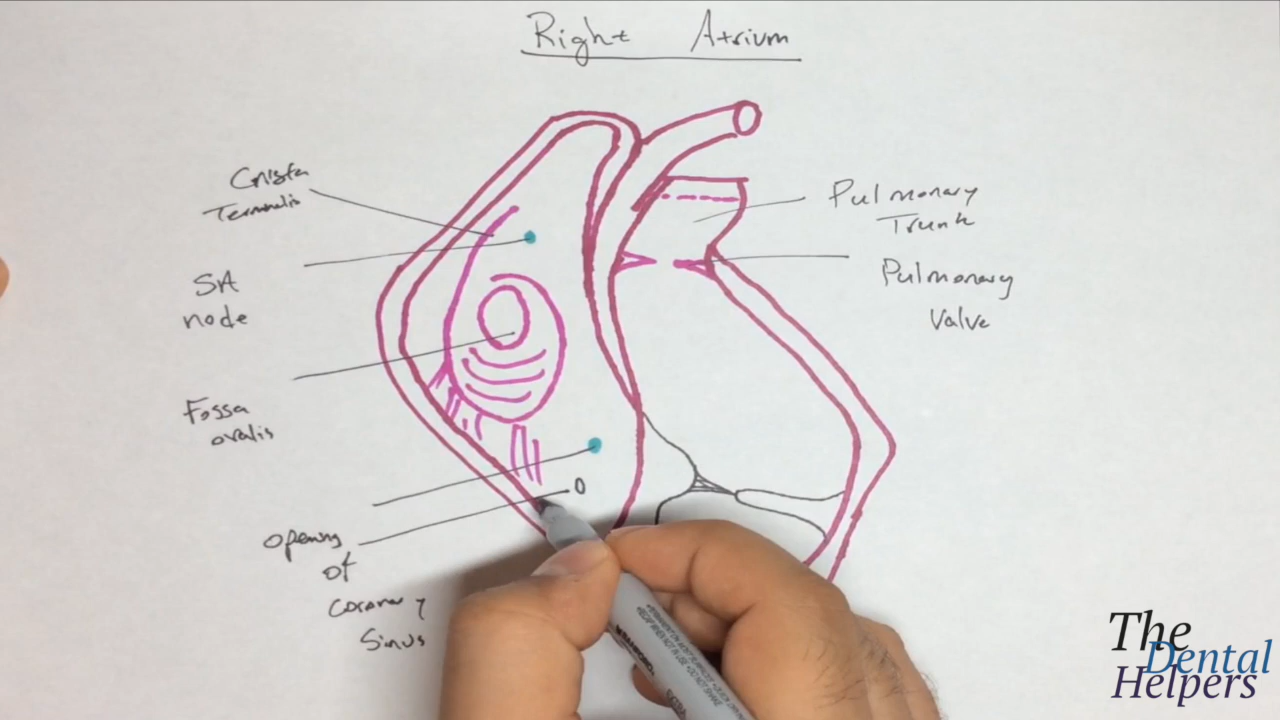 Right Atrium
Crista
Terminalis
SA
node
Fossa
ovalis
opening
of
coronary
Sinus
Pulmonary
Trunk
Pulmonary
Valve
The
Dental
Helpers